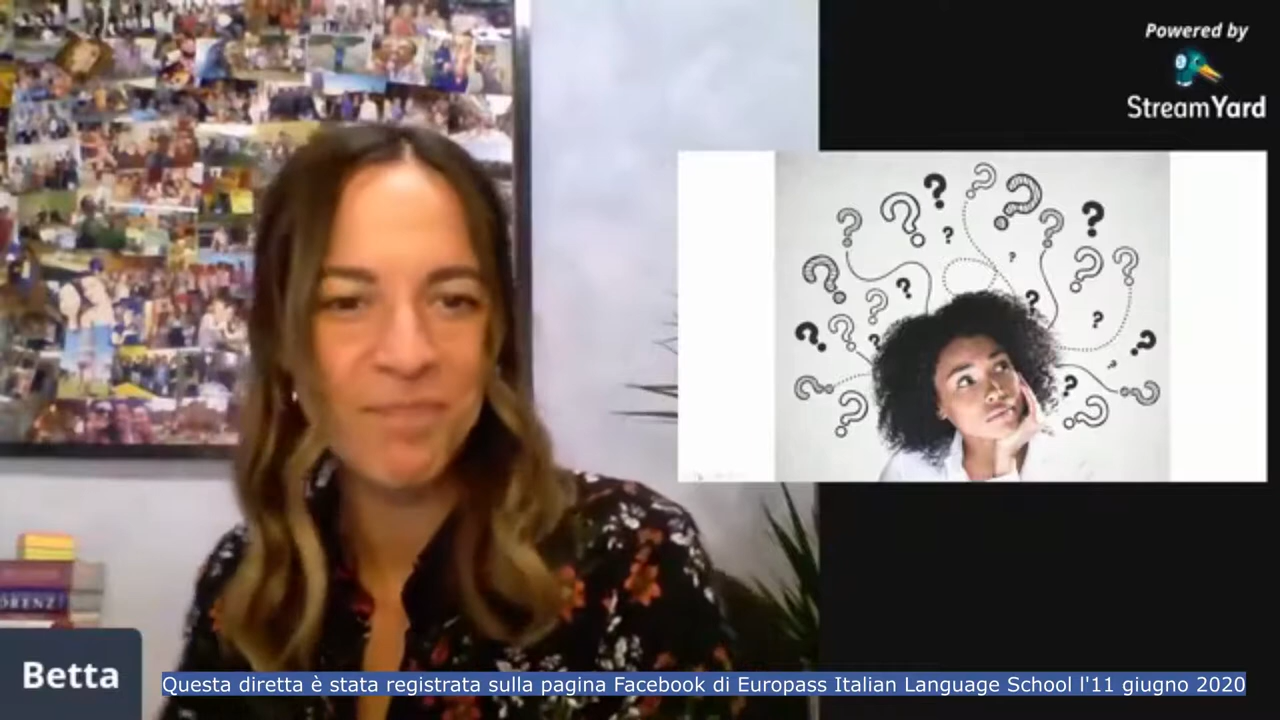 Powered by
StreamYard
ORENZ
Betta
Questa diretta è stata registrata sulla pagina Facebook di Europass Italian Language School l'11 giugno 2020